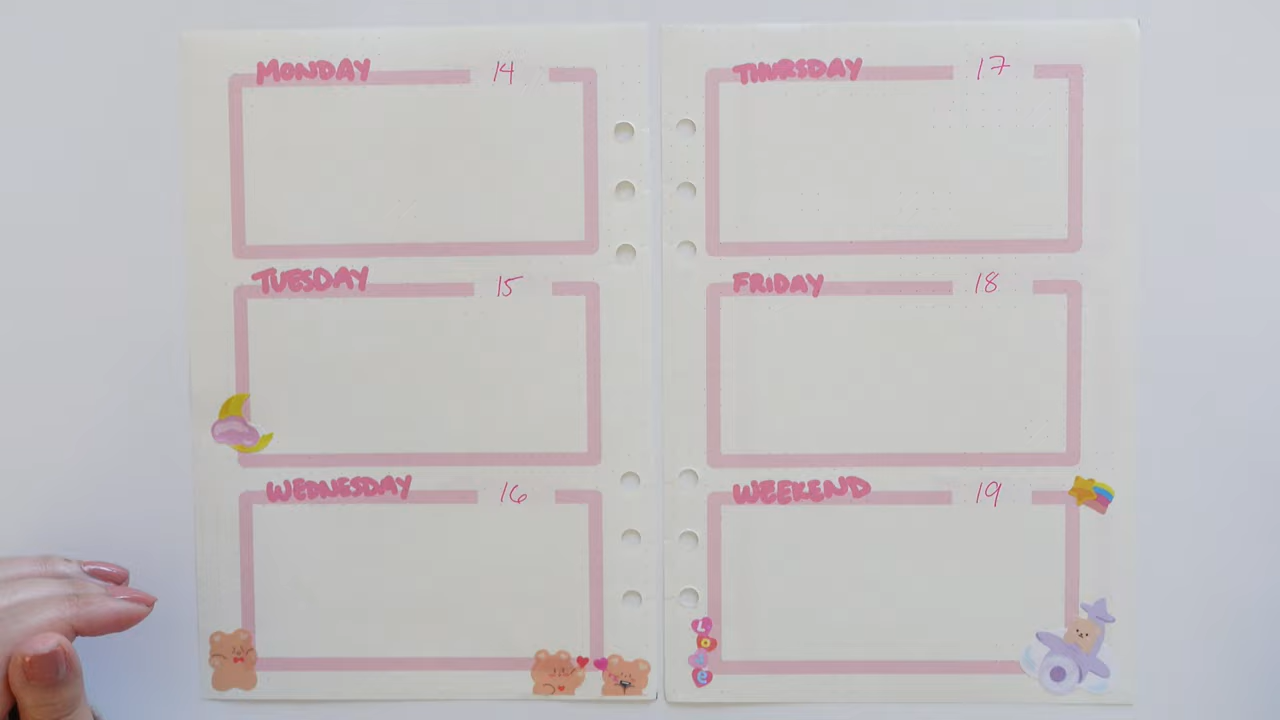 MONDAY 14
TUESDAY 15
WEDNESDAY 16
THURSDAY 17
FRIDAY 18
WEEKEND 19
LOVe